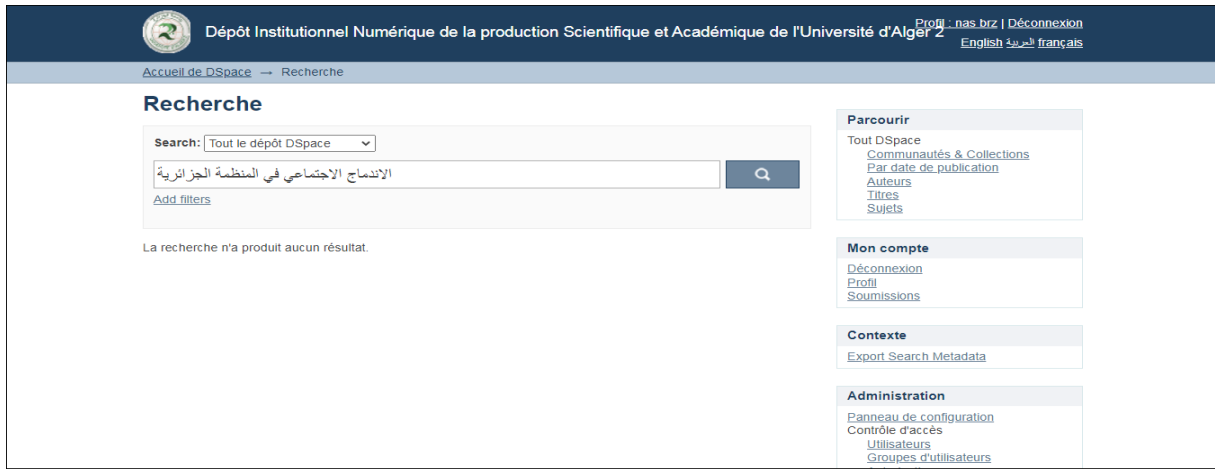 Dépôt Institutionnel Numérique de la production Scientifique et Académique de l'Université d'Alger 2
Profil : nas brz | Déconnexion
English العربية français
Accueil de DSpace → Recherche
Recherche
Search: Tout le dépôt DSpace
الاندماج الاجتماعي في المنظمة الجزائرية
Add filters
La recherche n'a produit aucun résultat.
Parcourir
Tout DSpace
Communautés & Collections
Par date de publication
Auteurs
Titres
Sujets
Mon compte
Déconnexion
Profil
Soumissions
Contexte
Export Search Metadata
Administration
Panneau de configuration
Contrôle d'accès
Utilisateurs
Groupes d'utilisateurs